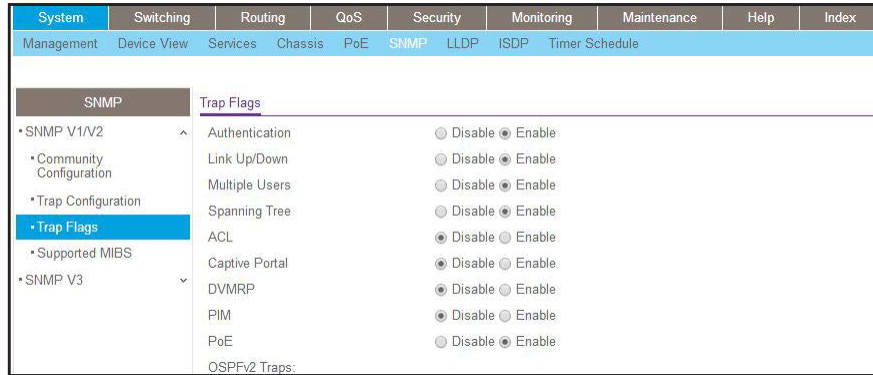 System Switching Routing QoS Security Monitoring Maintenance Help Index
Management Device View Services Chassis PoE SNMP LLDP ISDP Timer Schedule
SNMP
SNMP V1/V2
Community
Configuration
Trap Configuration
Trap Flags
Supported MIBS
SNMP V3
Trap Flags
Authentication Disable Enable
Link Up/Down Disable Enable
Multiple Users Disable Enable
Spanning Tree Disable Enable
ACL Disable Enable
Captive Portal Disable Enable
DVMRP Disable Enable
PIM Disable Enable
PoE Disable Enable
OSPFv2 Traps: